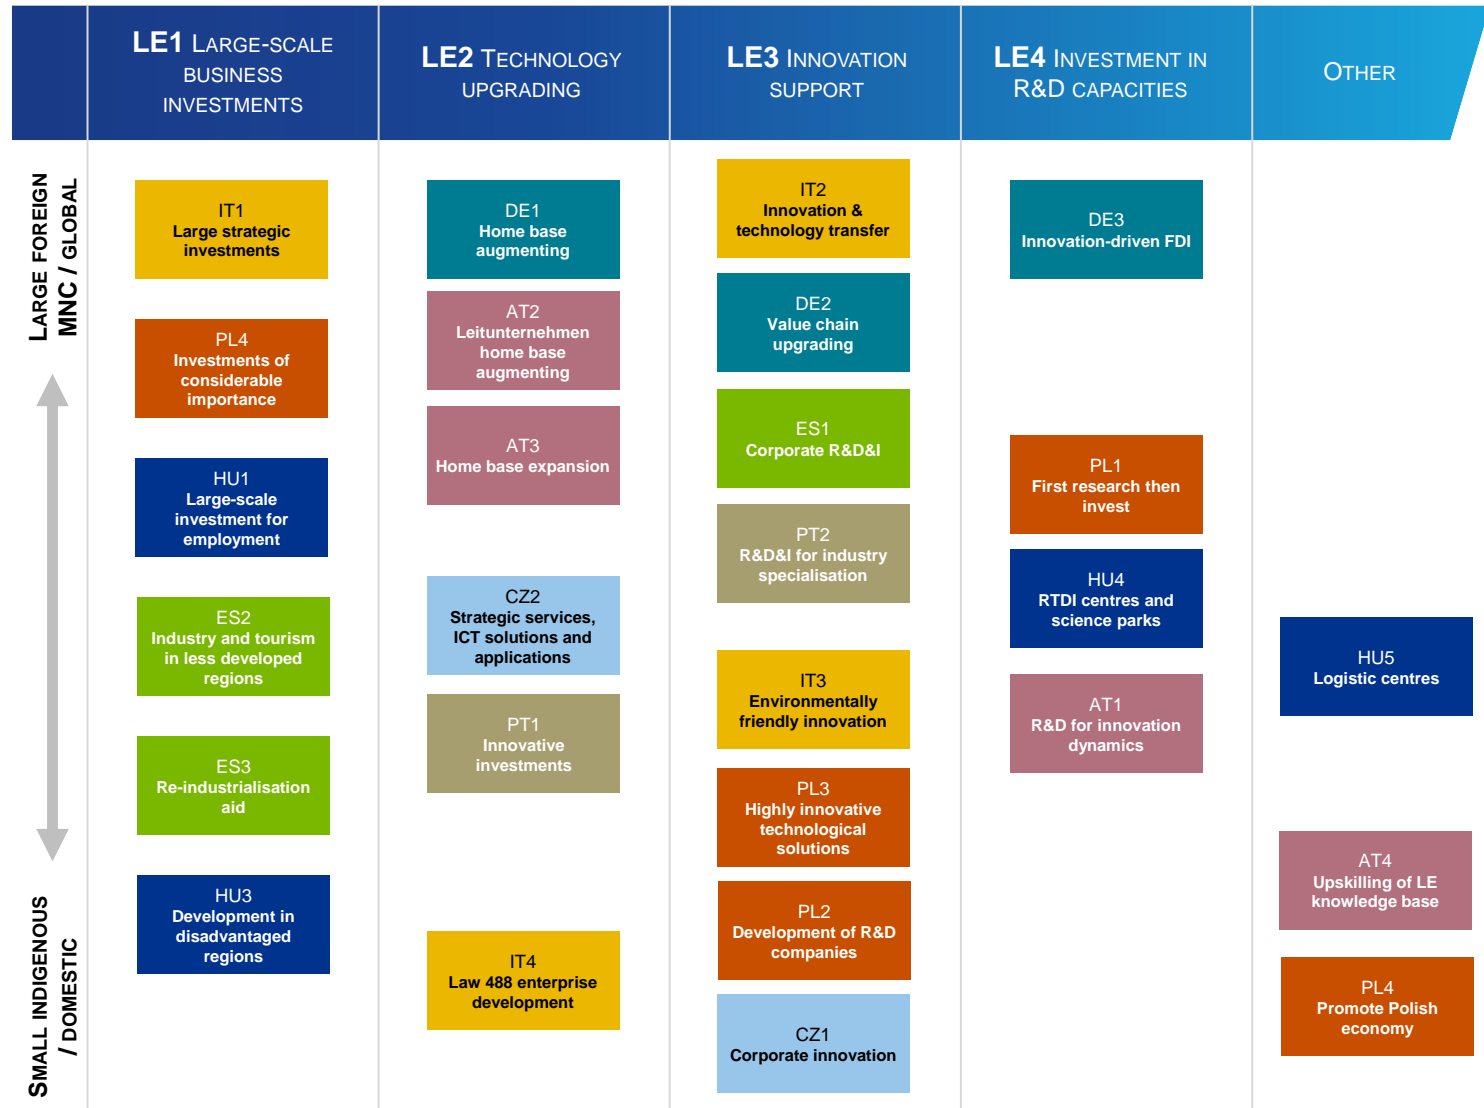 LE1 LARGE-SCALE
BUSINESS
INVESTMENTS
LE2 TECHNOLOGY
UPGRADING
LE3 INNOVATION
SUPPORT
LE4 INVESTMENT IN
R&D CAPACITIES
OTHER
LARGE FOREIGN
MNC / GLOBAL
SMALL INDIGENOUS
/ DOMESTIC
IT1
Large strategic
investments
PL4
Investments of
considerable
importance
HU1
Large-scale
investment for
employment
ES2
Industry and tourism
in less developed
regions
ES3
Re-industrialisation
aid
HU3
Development in
disadvantaged
regions
DE1
Home base
augmenting
AT2
Leitunternehmen
home base
augmenting
AT3
Home base expansion
CZ2
Strategic services,
ICT solutions and
applications
PT1
Innovative
investments
IT4
Law 488 enterprise
development
IT2
Innovation &
technology transfer
DE2
Value chain
upgrading
ES1
Corporate R&D&I
PT2
R&D&I for industry
specialisation
IT3
Environmentally
friendly innovation
PL3
Highly innovative
technological
solutions
PL2
Development of R&D
companies
CZ1
Corporate innovation
DE3
Innovation-driven FDI
PL1
First research then
invest
HU4
RTDI centres and
science parks
AT1
R&D for innovation
dynamics
HU5
Logistic centres
AT4
Upskilling of LE
knowledge base
PL4
Promote Polish
economy